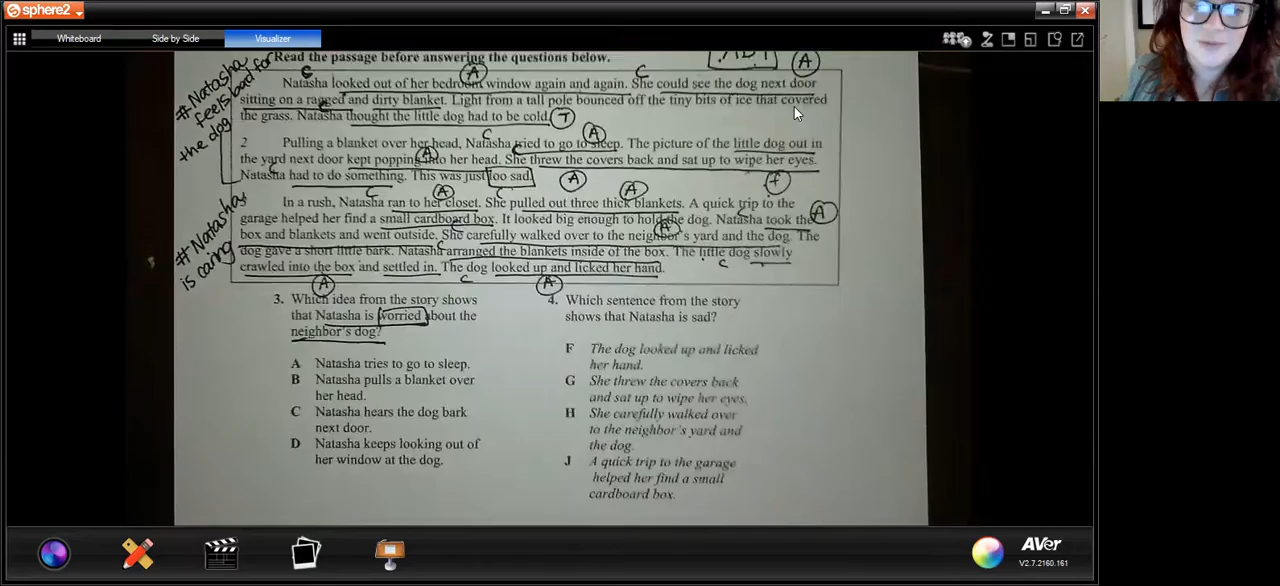 sphere2
Whiteboard
Side by Side
Visualizer
Read the passage before answering the questions below.
Natasha looked out of her bedroom window again and again. She could see the dog next door
sitting on a ragged and dirty blanket. Light from a tall pole bounced off the tiny bits of ice that covered
the grass. Natasha thought the little dog had to be cold.
2 Pulling a blanket over her head, Natasha tried to go to sleep. The picture of the little dog out in
the yard next door kept popping into her head. She threw the covers back and sat up to wipe her eyes.
Natasha had to do something. This was just too sad.
3 In a rush, Natasha ran to her closet. She pulled out three thick blankets. A quick trip to the
garage helped her find a small cardboard box. It looked big enough to hold the dog. Natasha took the
box and blankets and went outside. She carefully walked over to the neighbor's yard and the dog. The
dog gave a short little bark. Natasha arranged the blankets inside of the box. The little dog slowly
crawled into the box and settled in. The dog looked up and licked her hand.
# Natasha
feels bad for
the dog
# Natasha
is caring
C
A
C
A
C
T
C
A
C
A
C
A
f
C
A
C
A
C
A
C
A
C
C
C
A
A
3. Which idea from the story shows
that Natasha is worried about the
neighbor's dog?
A Natasha tries to go to sleep.
B Natasha pulls a blanket over
her head.
C Natasha hears the dog bark
next door.
D Natasha keeps looking out of
her window at the dog.
4. Which sentence from the story
shows that Natasha is sad?
F The dog looked up and licked
her hand.
G She threw the covers back
and sat up to wipe her eyes.
H She carefully walked over
to the neighbor's yard and
the dog.
J A quick trip to the garage
helped her find a small
cardboard box.
AVer
V2.7.2160.161